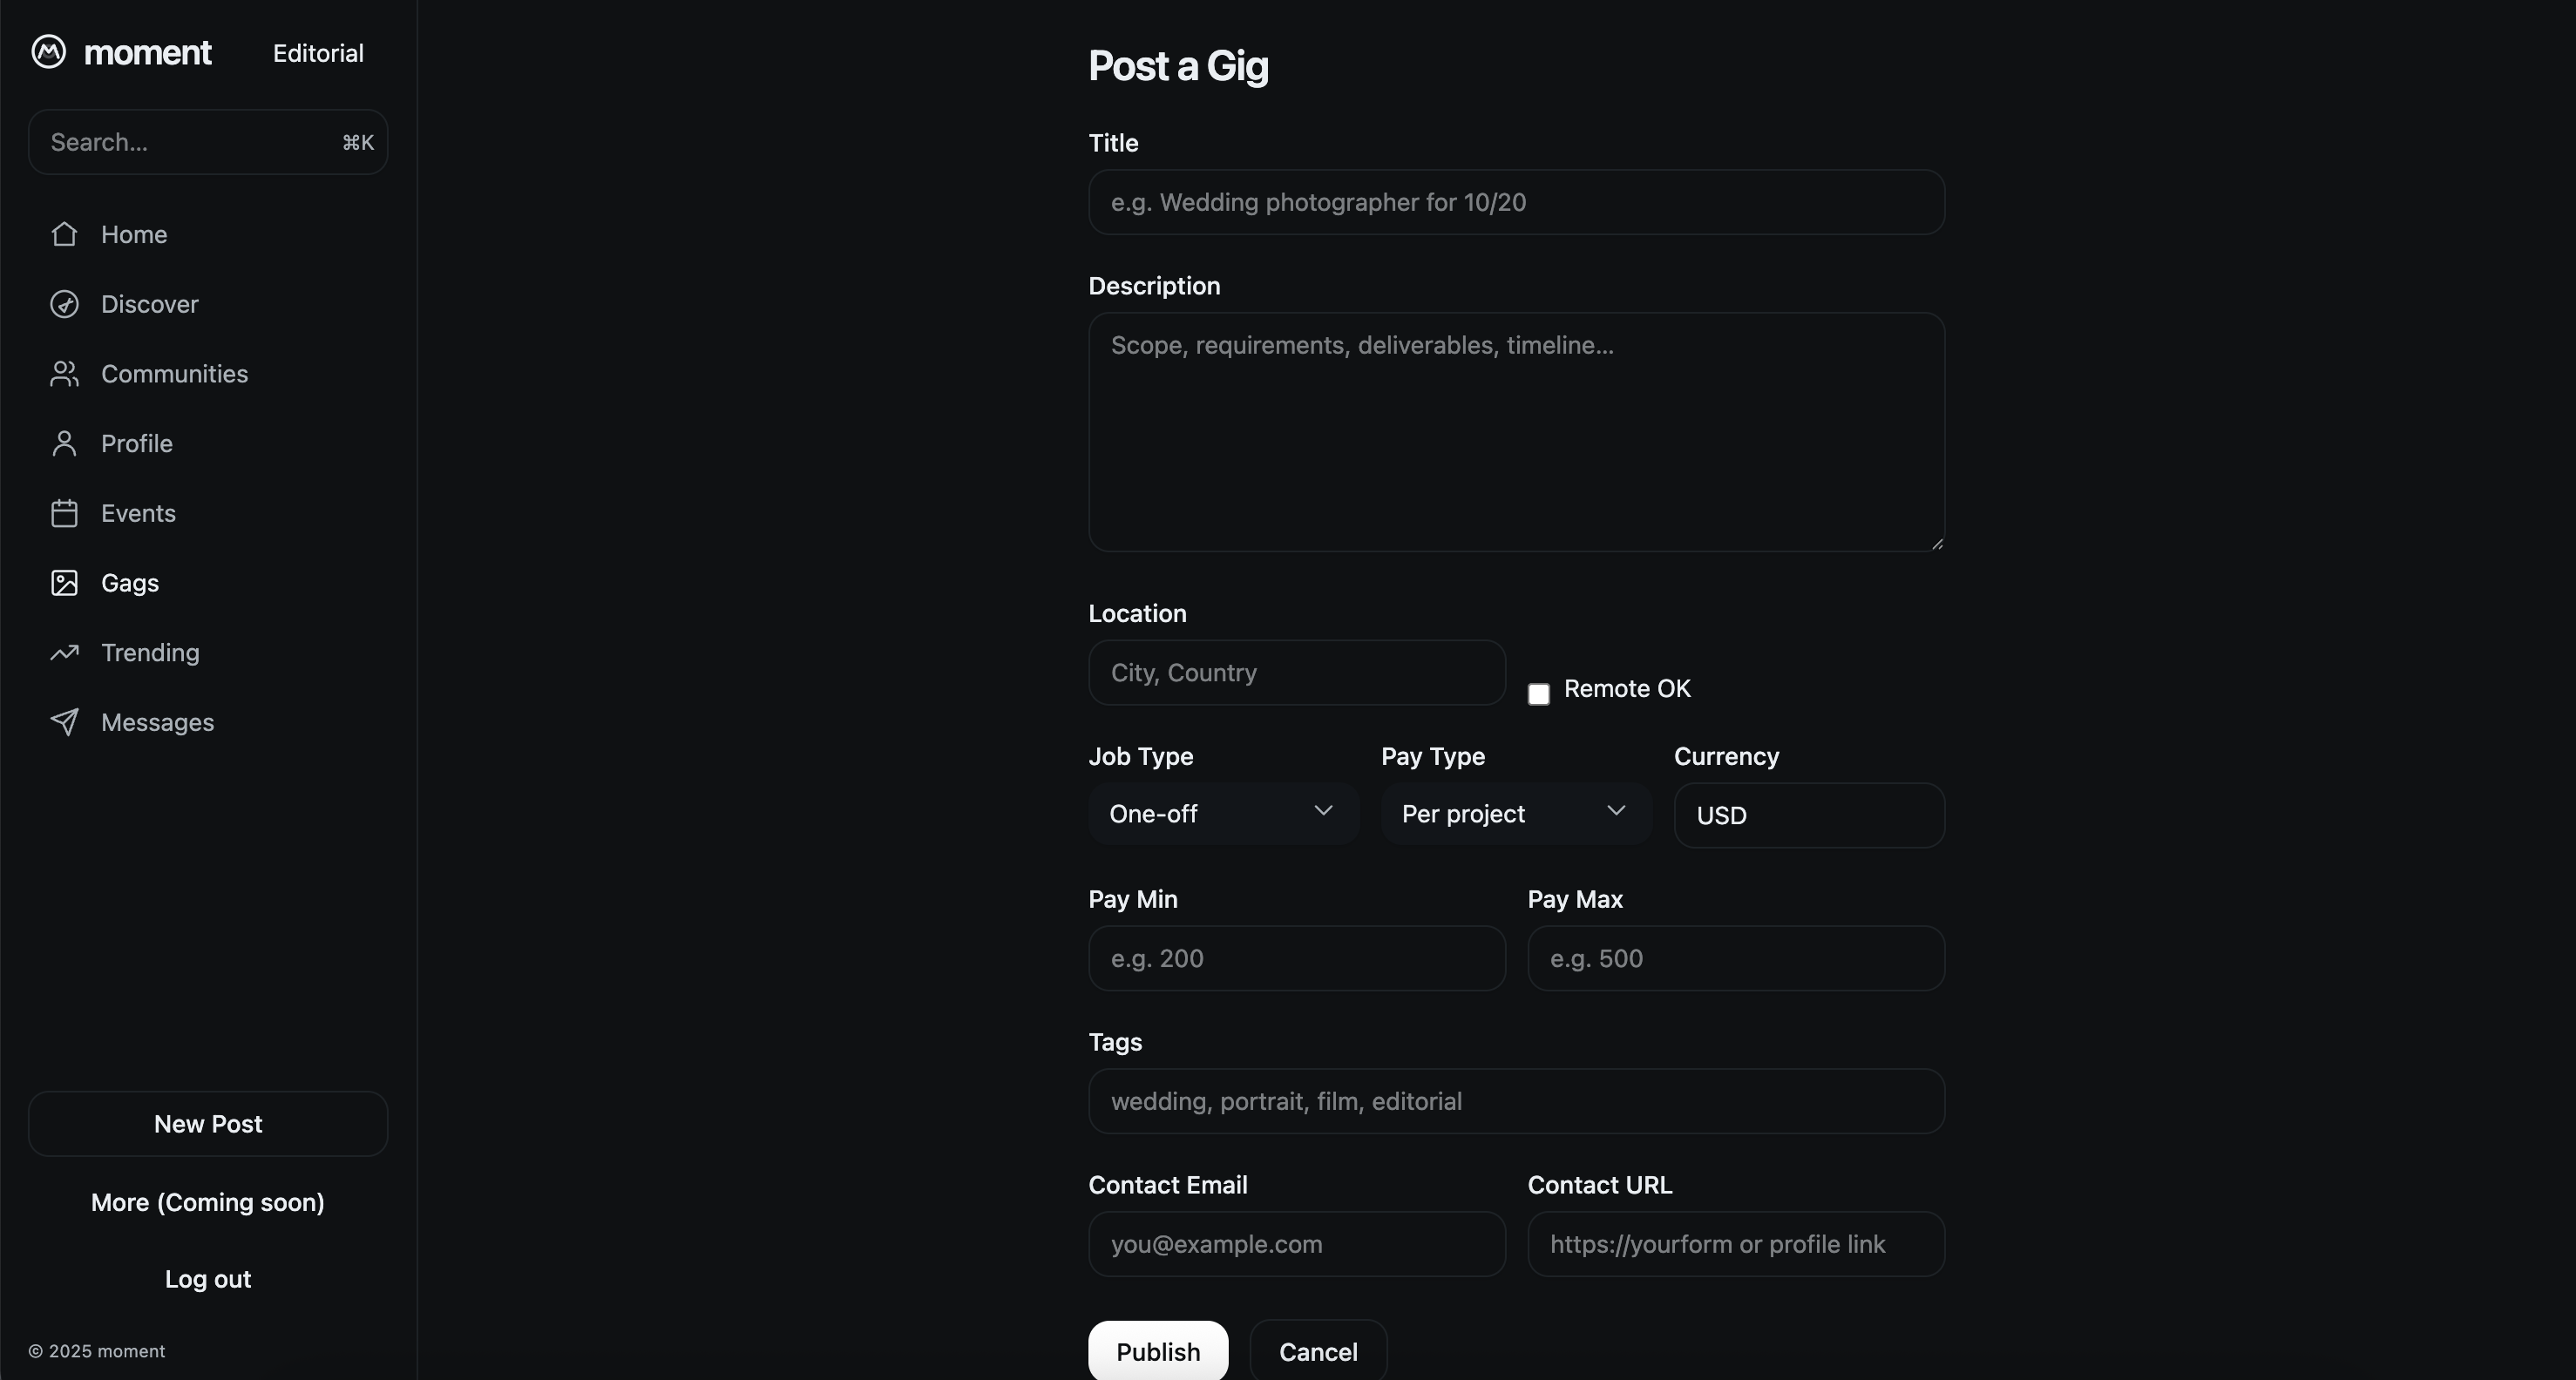 moment
Editorial
Search...
⌘K
Home
Discover
Communities
Profile
Events
Gags
Trending
Messages
New Post
More (Coming soon)
Log out
© 2025 moment
Post a Gig
Title
e.g. Wedding photographer for 10/20
Description
Scope, requirements, deliverables, timeline...
Location
City, Country
Remote OK
Job Type
Pay Type
Currency
One-off
Per project
USD
Pay Min
Pay Max
e.g. 200
e.g. 500
Tags
wedding, portrait, film, editorial
Contact Email
Contact URL
you@example.com
https://yourform or profile link
Publish
Cancel